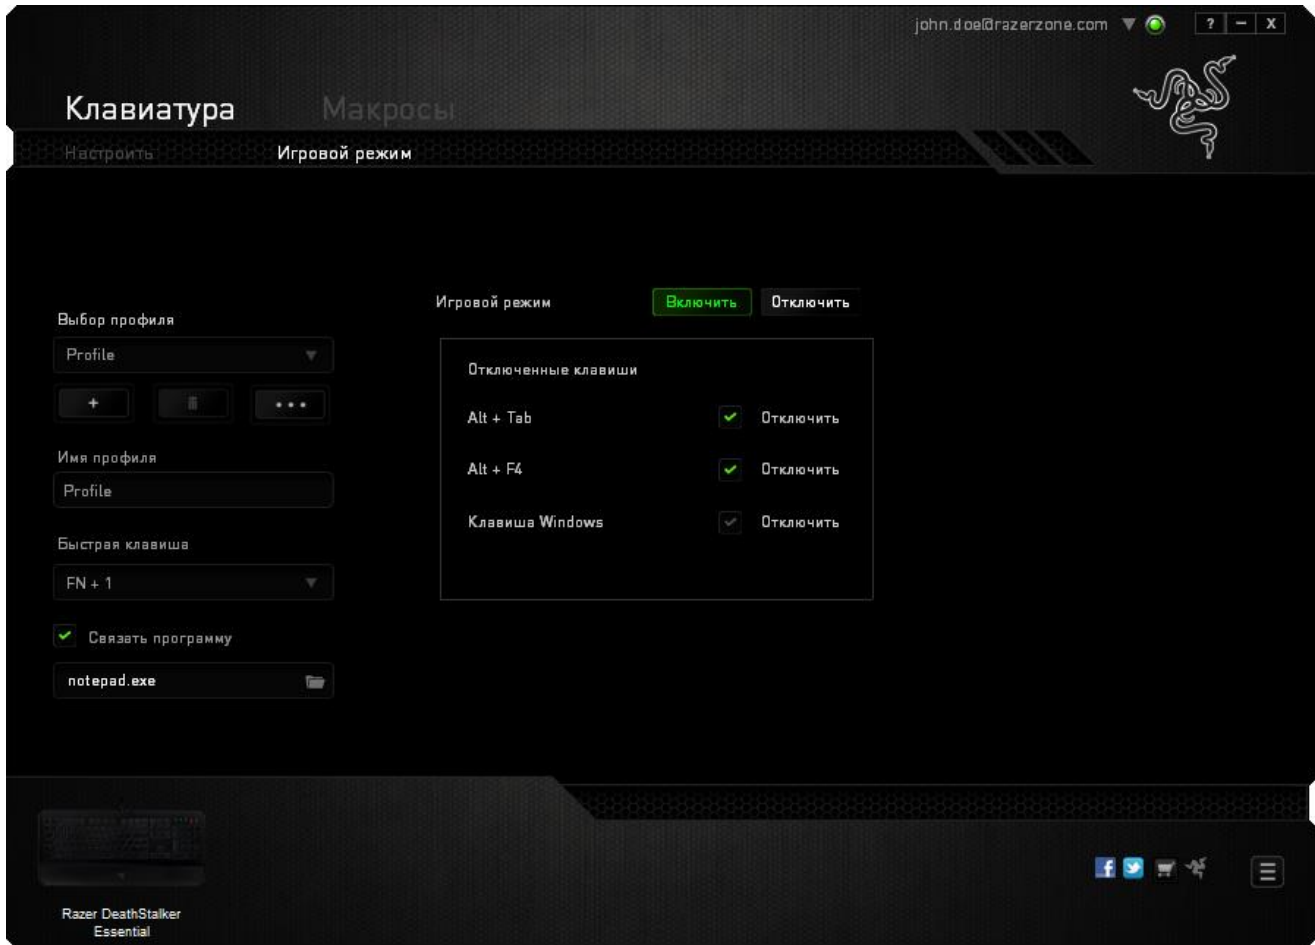 john.doe@razerzone.com
? – X
Клавиатура Макросы
Настроить Игровой режим
Игровой режим Включить Отключить
Выбор профиля
Profile
+ •••
Имя профиля
Profile
Быстрая клавиша
FN + 1
Связать программу
notepad.exe
Отключенные клавиши
Alt + Tab Отключить
Alt + F4 Отключить
Клавиша Windows Отключить
Razer DeathStalker
Essential